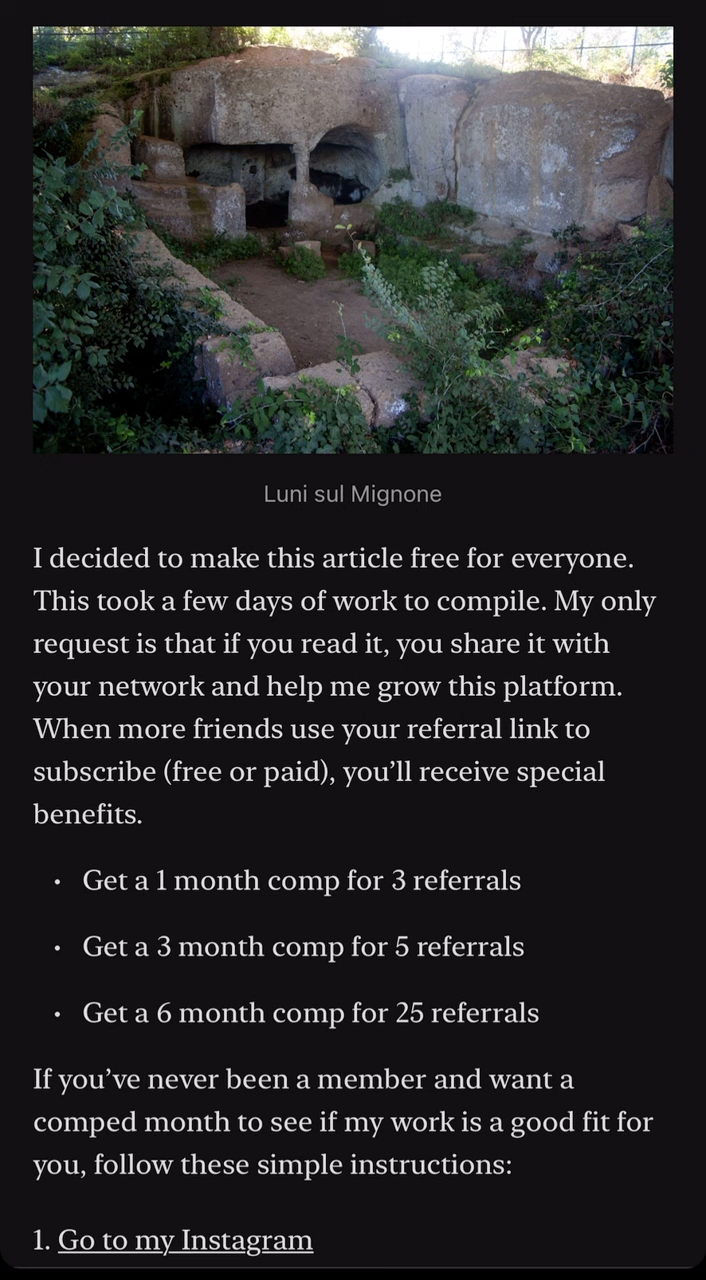 Luni sul Mignone
I decided to make this article free for everyone.
This took a few days of work to compile. My only
request is that if you read it, you share it with
your network and help me grow this platform.
When more friends use your referral link to
subscribe (free or paid), you’ll receive special
benefits.
• Get a 1 month comp for 3 referrals
• Get a 3 month comp for 5 referrals
• Get a 6 month comp for 25 referrals
If you’ve never been a member and want a
comped month to see if my work is a good fit for
you, follow these simple instructions:
1. Go to my Instagram